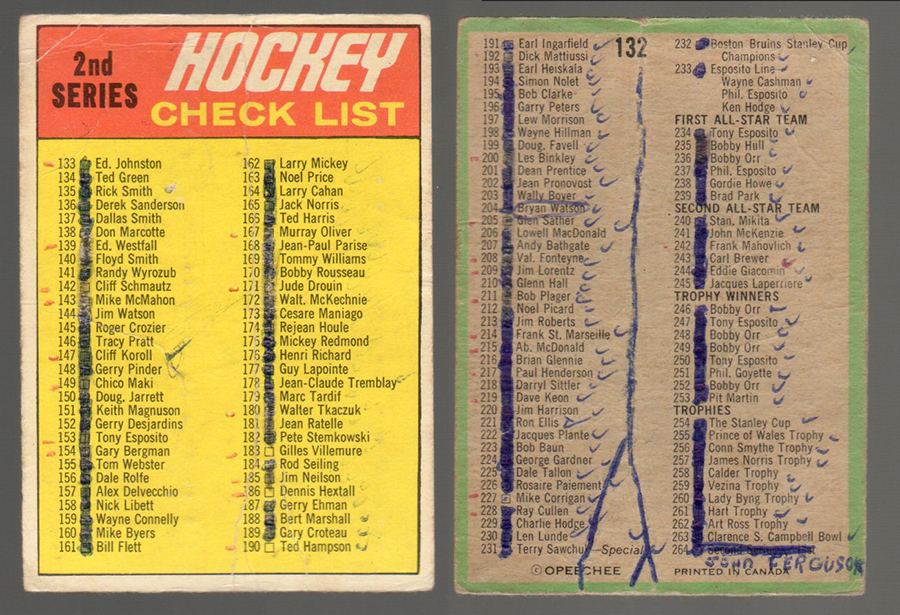 2nd
SERIES
HOCKEY
CHECK LIST
133 Ed. Johnston
134 Ted Green
135 Rick Smith
136 Derek Sanderson
137 Dallas Smith
138 Don Marcotte
139 Ed. Westfall
140 Floyd Smith
141 Randy Wyrozub
142 Cliff Schmautz
143 Mike McMahon
144 Jim Watson
145 Roger Crozier
146 Tracy Pratt
147 Cliff Koroll
148 Gerry Pinder
149 Chico Maki
150 Doug. Jarrett
151 Keith Magnuson
152 Gerry Desjardins
153 Tony Esposito
154 Gary Bergman
155 Tom Webster
156 Dale Rolfe
157 Alex Delvecchio
158 Nick Libett
159 Wayne Connelly
160 Mike Byers
161 Bill Flett
162 Larry Mickey
163 Noel Price
164 Larry Cahan
165 Jack Norris
166 Ted Harris
167 Murray Oliver
168 Jean-Paul Parise
169 Tommy Williams
170 Bobby Rousseau
171 Jude Drouin
172 Walt. McKechnie
173 Cesare Maniago
174 Rejean Houle
175 Mickey Redmond
176 Henri Richard
177 Guy Lapointe
178 Jean-Claude Tremblay
179 Marc Tardif
180 Walter Tkaczuk
181 Jean Ratelle
182 Pete Stemkowski
183 Gilles Villemure
184 Rod Seiling
185 Jim Neilson
186 Dennis Hextall
187 Gerry Ehman
188 Bert Marshall
189 Gary Croteau
190 Ted Hampson
132
191 Earl Ingarfield
192 Dick Mattiussi
193 Earl Heiskala
194 Simon Nolet
195 Bob Clarke
196 Garry Peters
197 Lew Morrison
198 Wayne Hillman
199 Doug. Favell
200 Les Binkley
201 Dean Prentice
202 Jean Pronovost
203 Wally Boyer
204 Bryan Watson
205 Glen Sather
206 Lowell MacDonald
207 Andy Bathgate
208 Val. Fonteyne
209 Jim Lorentz
210 Glenn Hall
211 Bob Plager
212 Noel Picard
213 Jim Roberts
214 Frank St. Marseille
215 Ab. McDonald
216 Brian Glennie
217 Paul Henderson
218 Darryl Sittler
219 Dave Keon
220 Jim Harrison
221 Ron Ellis
222 Jacques Plante
223 Bob Baun
224 George Gardner
225 Dale Tallon
226 Rosaire Paiement
227 Mike Corrigan
228 Ray Cullen
229 Charlie Hodge
230 Len Lunde
231 Terry Sawchuk—Special
232 Boston Bruins Stanley Cup
Champions
233 Esposito Line—
Wayne Cashman
Phil. Esposito
Ken Hodge
FIRST ALL-STAR TEAM
234 Tony Esposito
235 Bobby Hull
236 Bobby Orr
237 Phil. Esposito
238 Gordie Howe
239 Brad Park
SECOND ALL-STAR TEAM
240 Stan. Mikita
241 John McKenzie
242 Frank Mahovlich
243 Carl Brewer
244 Eddie Giacomin
245 Jacques Laperriere
TROPHY WINNERS
246 Bobby Orr
247 Tony Esposito
248 Bobby Orr
249 Bobby Orr
250 Tony Esposito
251 Phil. Goyette
252 Bobby Orr
253 Pit Martin
TROPHIES
254 The Stanley Cup
255 Prince of Wales Trophy
256 Conn Smythe Trophy
257 James Norris Trophy
258 Calder Trophy
259 Vezina Trophy
260 Lady Byng Trophy
261 Hart Trophy
262 Art Ross Trophy
263 Clarence S. Campbell Bowl
264
John FERGUSON
© OPEECHEE PRINTED IN CANADA